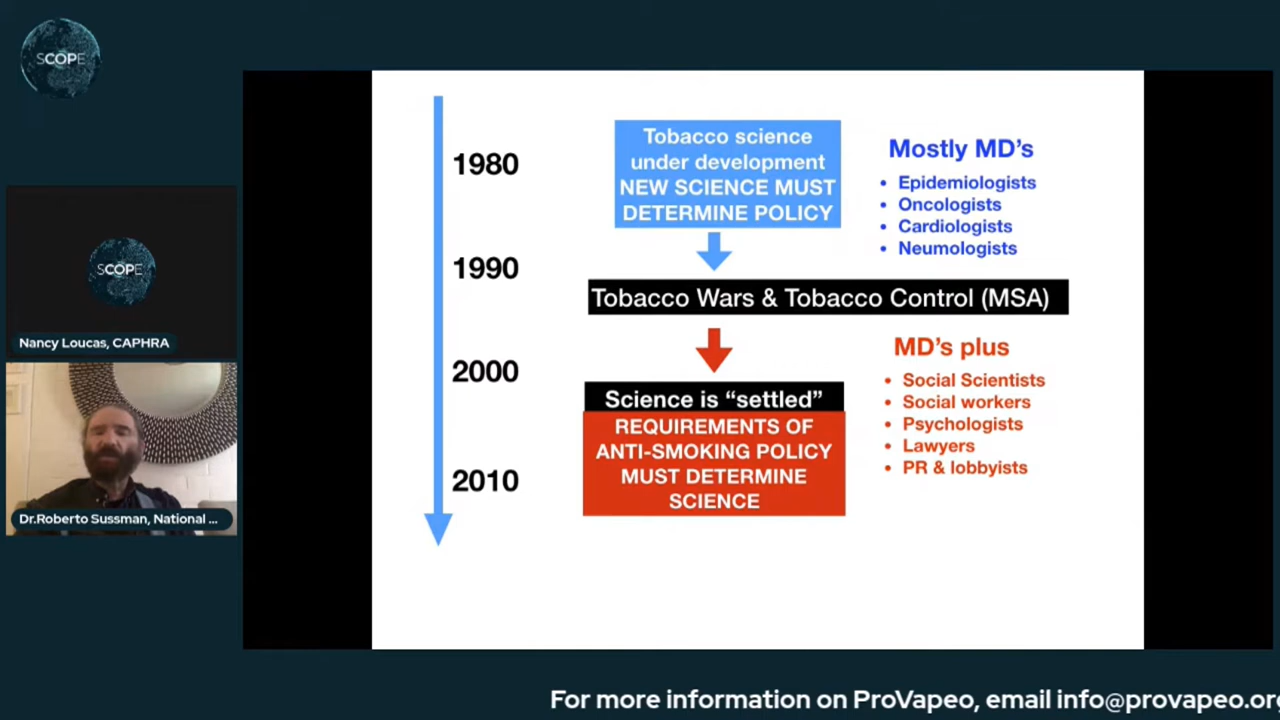 SCOPE
SCOPE
Nancy Loucas, CAPHRA
Dr.Roberto Sussman, National ...
1980
1990
2000
2010
Tobacco science
under development
NEW SCIENCE MUST
DETERMINE POLICY
Mostly MD's
• Epidemiologists
• Oncologists
• Cardiologists
• Neumologists
Tobacco Wars & Tobacco Control (MSA)
Science is “settled”
REQUIREMENTS OF
ANTI-SMOKING POLICY
MUST DETERMINE
SCIENCE
MD's plus
• Social Scientists
• Social workers
• Psychologists
• Lawyers
• PR & lobbyists
For more information on ProVapeo, email info@provapeo.org